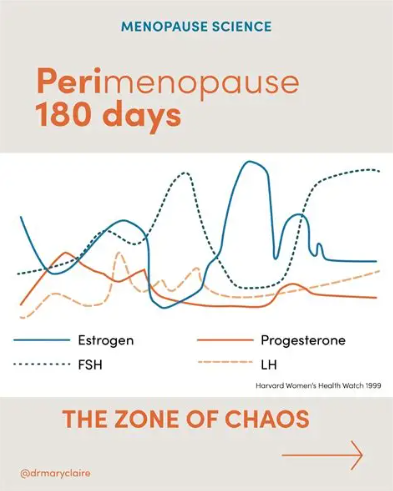 MENOPAUSE SCIENCE
Perimenopause
180 days
Estrogen
Progesterone
FSH
LH
Harvard Women's Health Watch 1999
THE ZONE OF CHAOS
@drmaryclaire